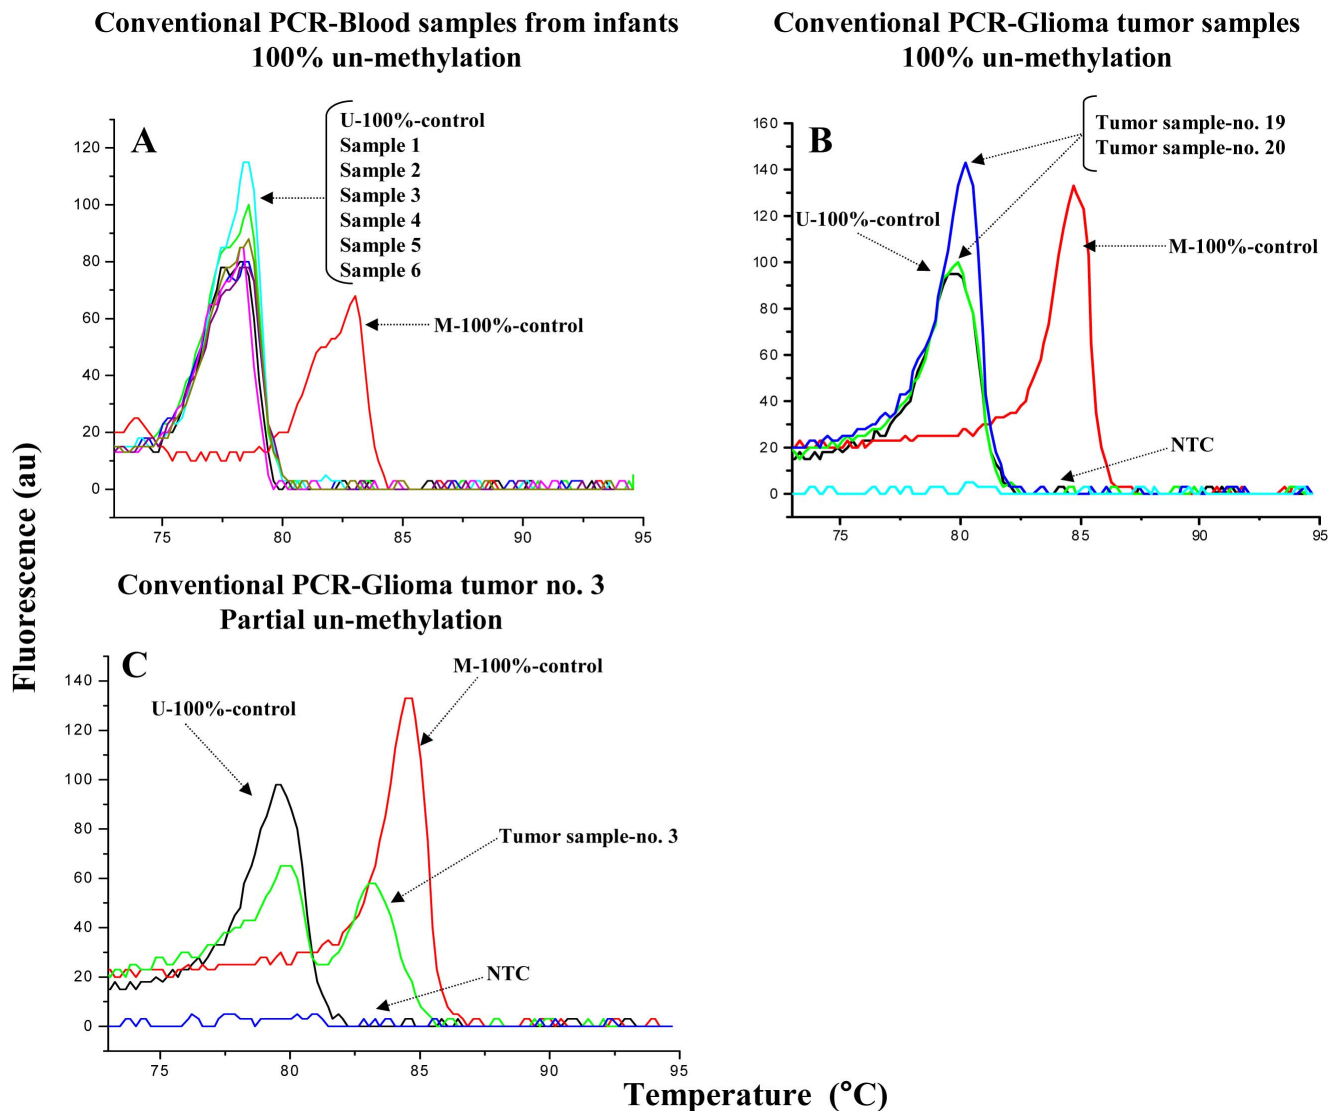 Conventional PCR-Blood samples from infants
100% un-methylation
Conventional PCR-Glioma tumor samples
100% un-methylation
A
U-100%-control
Sample 1
Sample 2
Sample 3
Sample 4
Sample 5
Sample 6
M-100%-control
120
100
80
60
40
20
0
75
80
85
90
95
B
Tumor sample-no. 19
Tumor sample-no. 20
U-100%-control
M-100%-control
NTC
160
140
120
100
80
60
40
20
0
75
80
85
90
95
Conventional PCR-Glioma tumor no. 3
Partial un-methylation
C
M-100%-control
U-100%-control
Tumor sample-no. 3
NTC
140
120
100
80
60
40
20
0
75
80
85
90
95
Fluorescence (au)
Temperature (°C)